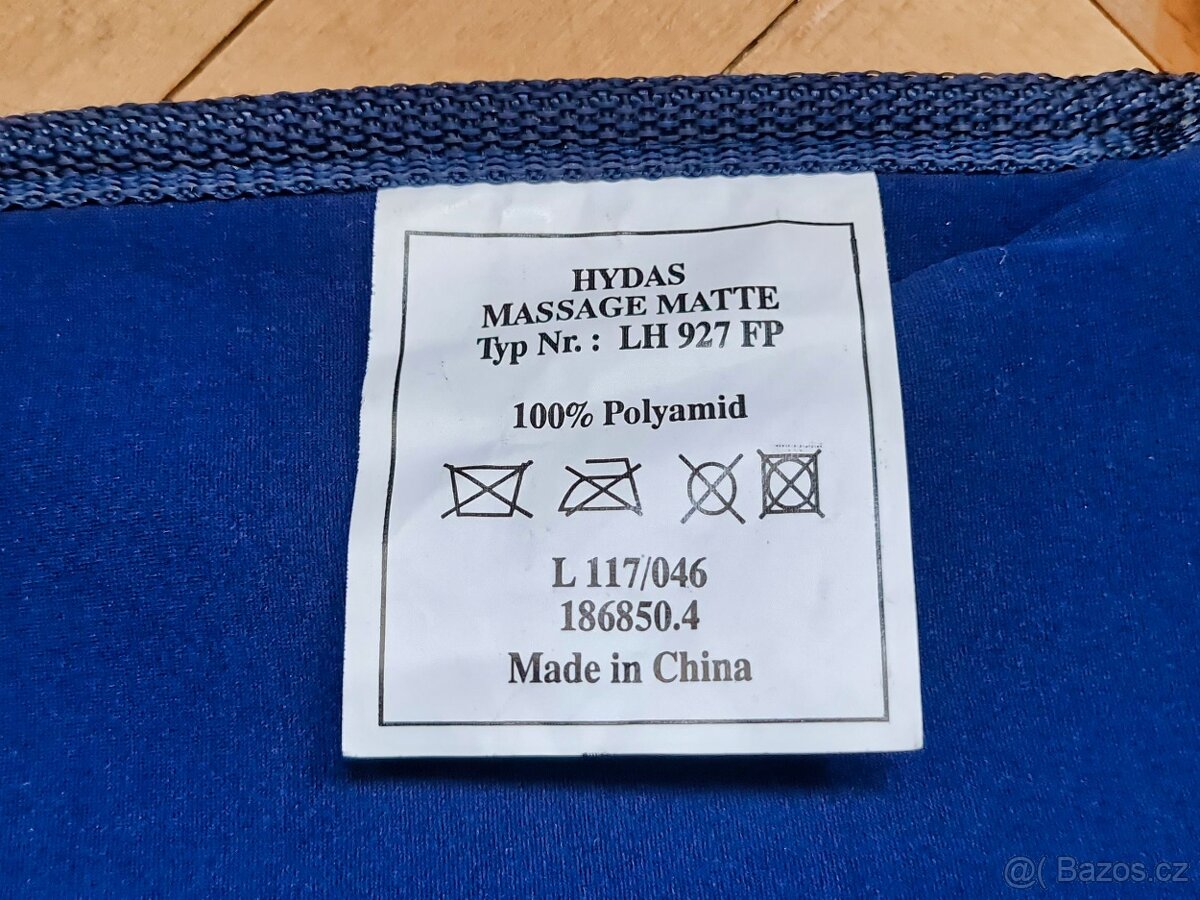 HYDAS
MASSAGE MATTE
Typ Nr. : LH 927 FP
100% Polyamid
L 117/046
186850.4
Made in China
@( Bazos.cz